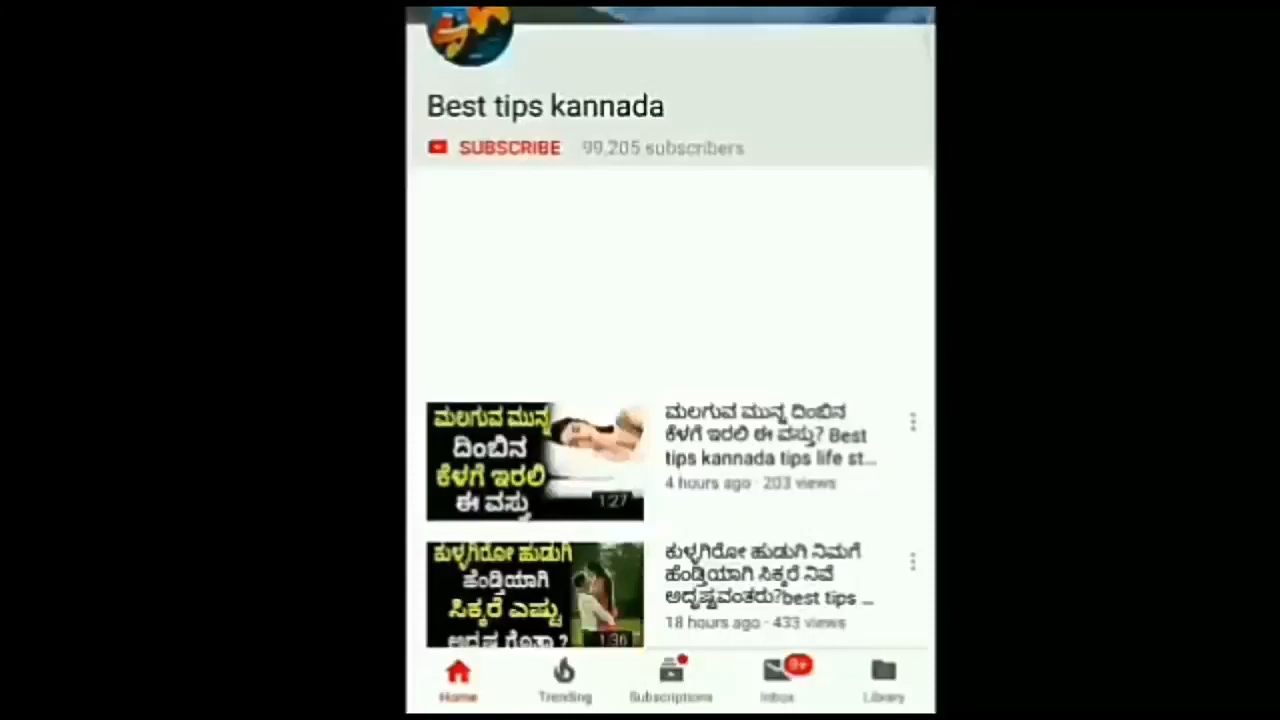 Best tips kannada
SUBSCRIBE 99,205 subscribers
ಮಲಗುವ ಮುನ್ನ
ದಿಂಬಿನ
ಕೆಳಗೆ ಇರಲಿ
ಈ ವಸ್ತು
1:27
ಮಲಗುವ ಮುನ್ನ ದಿಂಬಿನ
ಕೆಳಗೆ ಇರಲಿ ಈ ವಸ್ತು? Best
tips kannada tips life st...
4 hours ago · 203 views
ಕುಳ್ಳಗಿರೋ ಹುಡುಗಿ
ಹೆಂಡ್ತಿಯಾಗಿ
ಸಿಕ್ಕರೆ ಎಷ್ಟು
ಅದೃಷ್ಟ ಗೊತ್ತಾ ?
1:36
ಕುಳ್ಳಗಿರೋ ಹುಡುಗಿ ನಿಮಗೆ
ಹೆಂಡ್ತಿಯಾಗಿ ಸಿಕ್ಕರೆ ನಿವೆ
ಅದೃಷ್ಟವಂತರು?best tips ...
18 hours ago · 433 views
9+
Home Trending Subscriptions Inbox Library